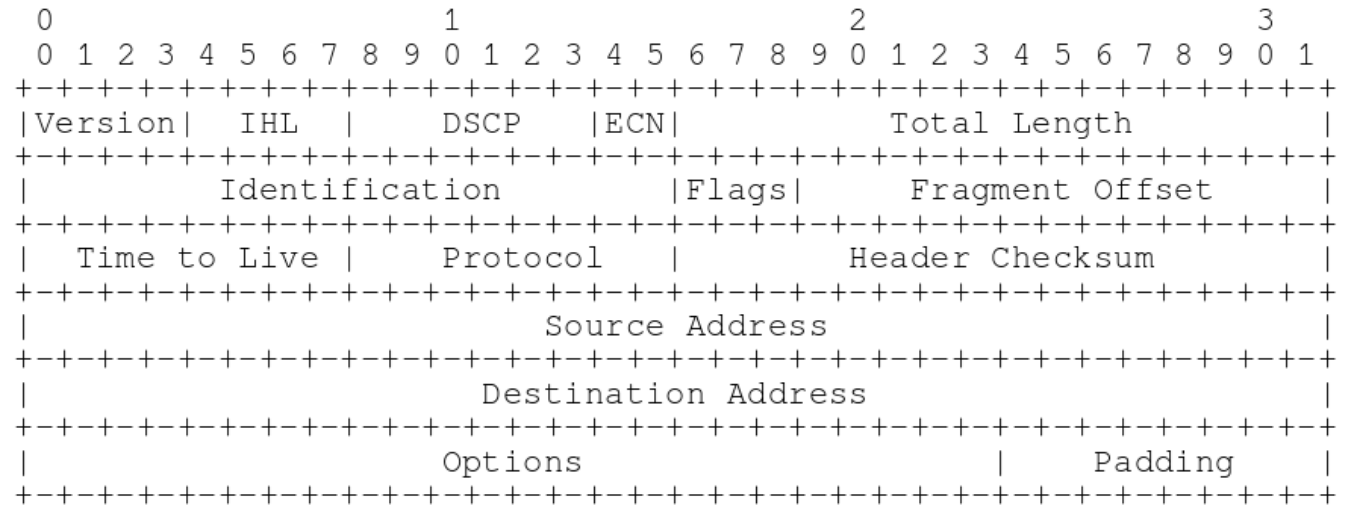 0                   1                   2                   3
 0 1 2 3 4 5 6 7 8 9 0 1 2 3 4 5 6 7 8 9 0 1 2 3 4 5 6 7 8 9 0 1
+-+-+-+-+-+-+-+-+-+-+-+-+-+-+-+-+-+-+-+-+-+-+-+-+-+-+-+-+-+-+-+-+
|Version|  IHL  |    DSCP   |ECN|          Total Length         |
+-+-+-+-+-+-+-+-+-+-+-+-+-+-+-+-+-+-+-+-+-+-+-+-+-+-+-+-+-+-+-+-+
|         Identification        |Flags|     Fragment Offset     |
+-+-+-+-+-+-+-+-+-+-+-+-+-+-+-+-+-+-+-+-+-+-+-+-+-+-+-+-+-+-+-+-+
|  Time to Live |    Protocol   |        Header Checksum        |
+-+-+-+-+-+-+-+-+-+-+-+-+-+-+-+-+-+-+-+-+-+-+-+-+-+-+-+-+-+-+-+-+
|                         Source Address                        |
+-+-+-+-+-+-+-+-+-+-+-+-+-+-+-+-+-+-+-+-+-+-+-+-+-+-+-+-+-+-+-+-+
|                      Destination Address                      |
+-+-+-+-+-+-+-+-+-+-+-+-+-+-+-+-+-+-+-+-+-+-+-+-+-+-+-+-+-+-+-+-+
|                    Options                    |    Padding    |
+-+-+-+-+-+-+-+-+-+-+-+-+-+-+-+-+-+-+-+-+-+-+-+-+-+-+-+-+-+-+-+-+